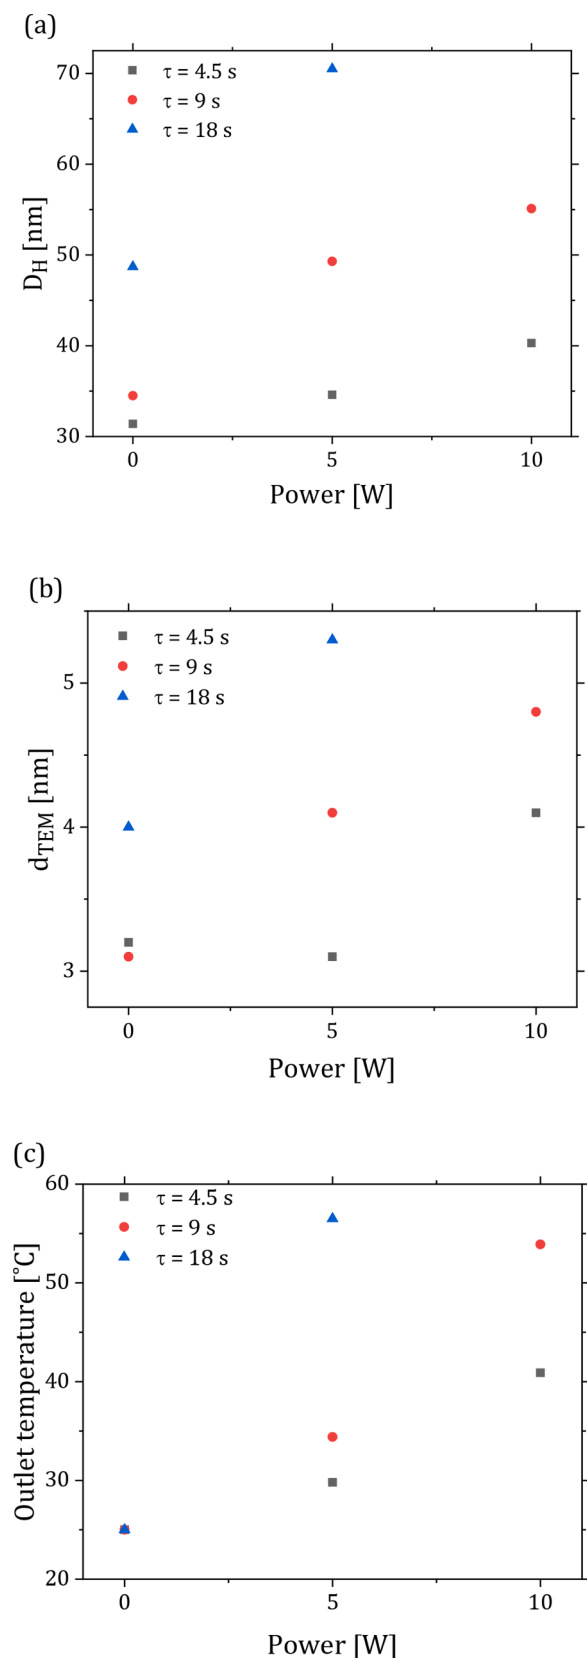 (a)
70
τ = 4.5 s
τ = 9 s
τ = 18 s
60
50
40
30
D_H [nm]
0 5 10
Power [W]
(b)
τ = 4.5 s
τ = 9 s
τ = 18 s
5
4
3
d_TEM [nm]
0 5 10
Power [W]
(c)
60
τ = 4.5 s
τ = 9 s
τ = 18 s
50
40
30
20
Outlet temperature [°C]
0 5 10
Power [W]